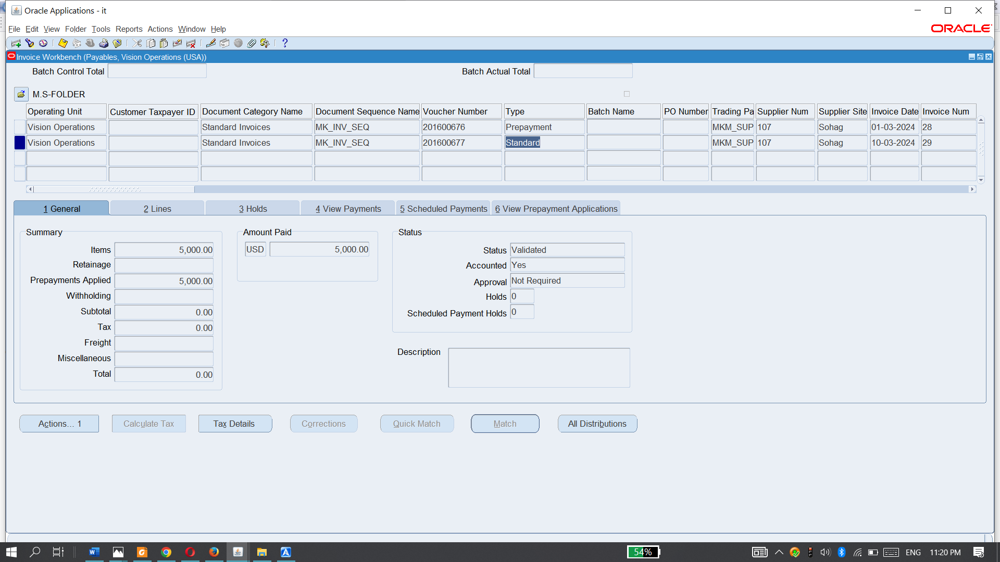 Oracle Applications - it
File Edit View Folder Tools Reports Actions Window Help
ORACLE
Invoice Workbench (Payables, Vision Operations (USA))
Batch Control Total
Batch Actual Total
M.S-FOLDER
Operating Unit Customer Taxpayer ID Document Category Name Document Sequence Name Voucher Number Type Batch Name PO Number Trading Pa Supplier Num Supplier Site Invoice Date Invoice Num
Vision Operations Standard Invoices MK_INV_SEQ 201600676 Prepayment MKM_SUP 107 Sohag 01-03-2024 28
Vision Operations Standard Invoices MK_INV_SEQ 201600677 Standard MKM_SUP 107 Sohag 10-03-2024 29
1 General 2 Lines 3 Holds 4 View Payments 5 Scheduled Payments 6 View Prepayment Applications
Summary
Items 5,000.00
Retainage
Prepayments Applied 5,000.00
Withholding
Subtotal 0.00
Tax 0.00
Freight
Miscellaneous
Total 0.00
Amount Paid
USD 5,000.00
Status
Status Validated
Accounted Yes
Approval Not Required
Holds 0
Scheduled Payment Holds 0
Description
Actions... 1 Calculate Tax Tax Details Corrections Quick Match Match All Distributions
54% ENG 11:20 PM